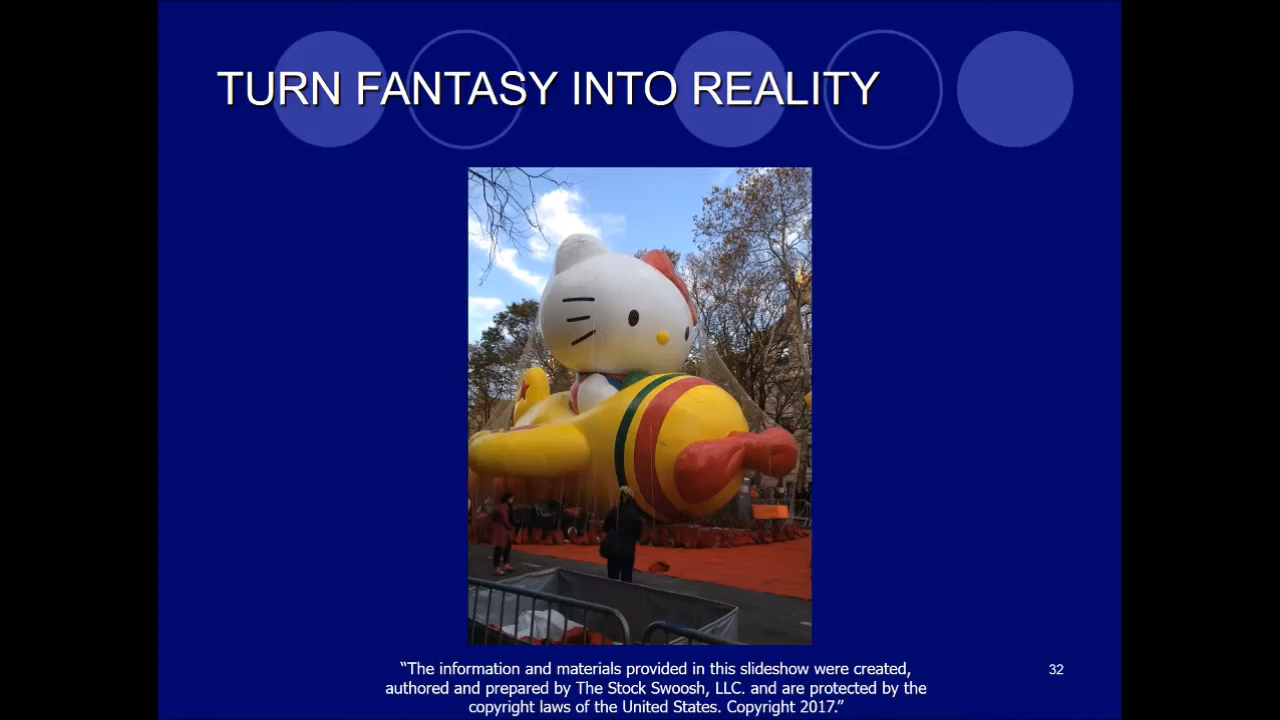 TURN FANTASY INTO REALITY
“The information and materials provided in this slideshow were created,
authored and prepared by The Stock Swoosh, LLC. and are protected by the
copyright laws of the United States. Copyright 2017.”
32